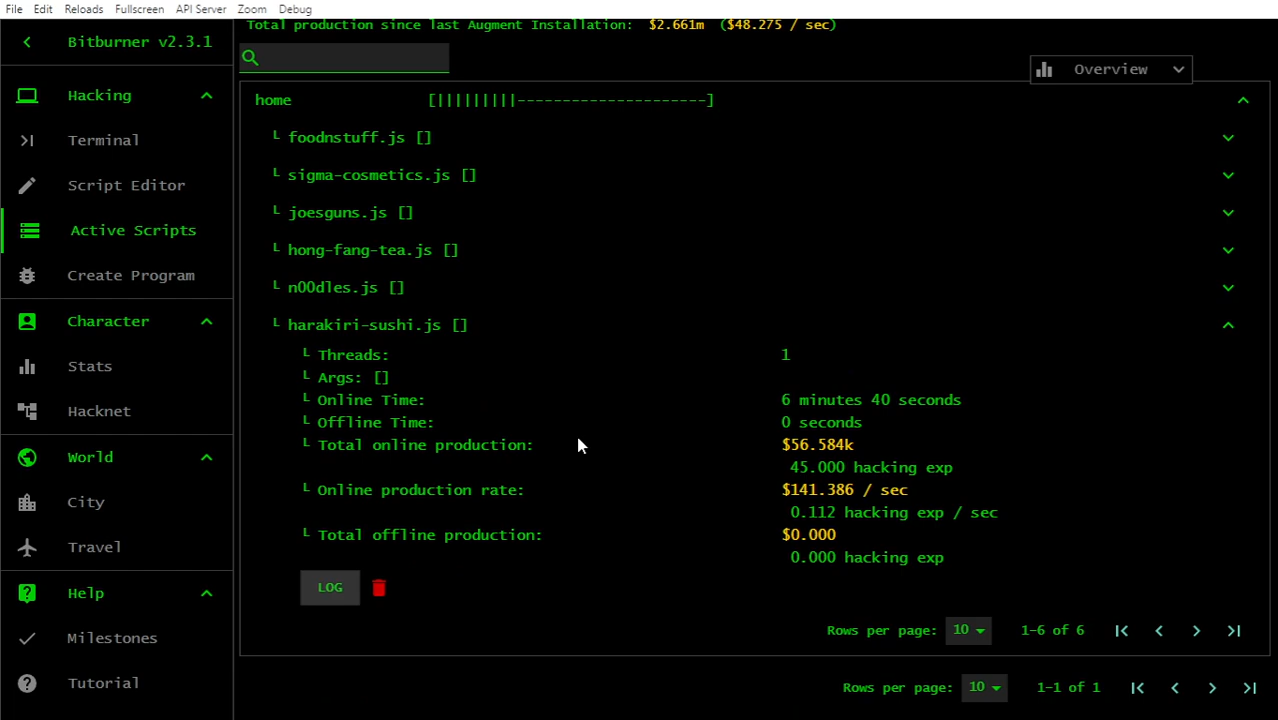 File Edit Reloads Fullscreen API Server Zoom Debug
Bitburner v2.3.1
Hacking
Terminal
Script Editor
Active Scripts
Create Program
Character
Stats
Hacknet
World
City
Travel
Help
Milestones
Tutorial
Total production since last Augment Installation: $2.661m ($48.275 / sec)
Overview
home [|||||||||---------------------]
└ foodnstuff.js []
└ sigma-cosmetics.js []
└ joesguns.js []
└ hong-fang-tea.js []
└ n00dles.js []
└ harakiri-sushi.js []
└ Threads: 1
└ Args: []
└ Online Time: 6 minutes 40 seconds
└ Offline Time: 0 seconds
└ Total online production: $56.584k
45.000 hacking exp
└ Online production rate: $141.386 / sec
0.112 hacking exp / sec
└ Total offline production: $0.000
0.000 hacking exp
LOG
Rows per page: 10 1-6 of 6
Rows per page: 10 1-1 of 1